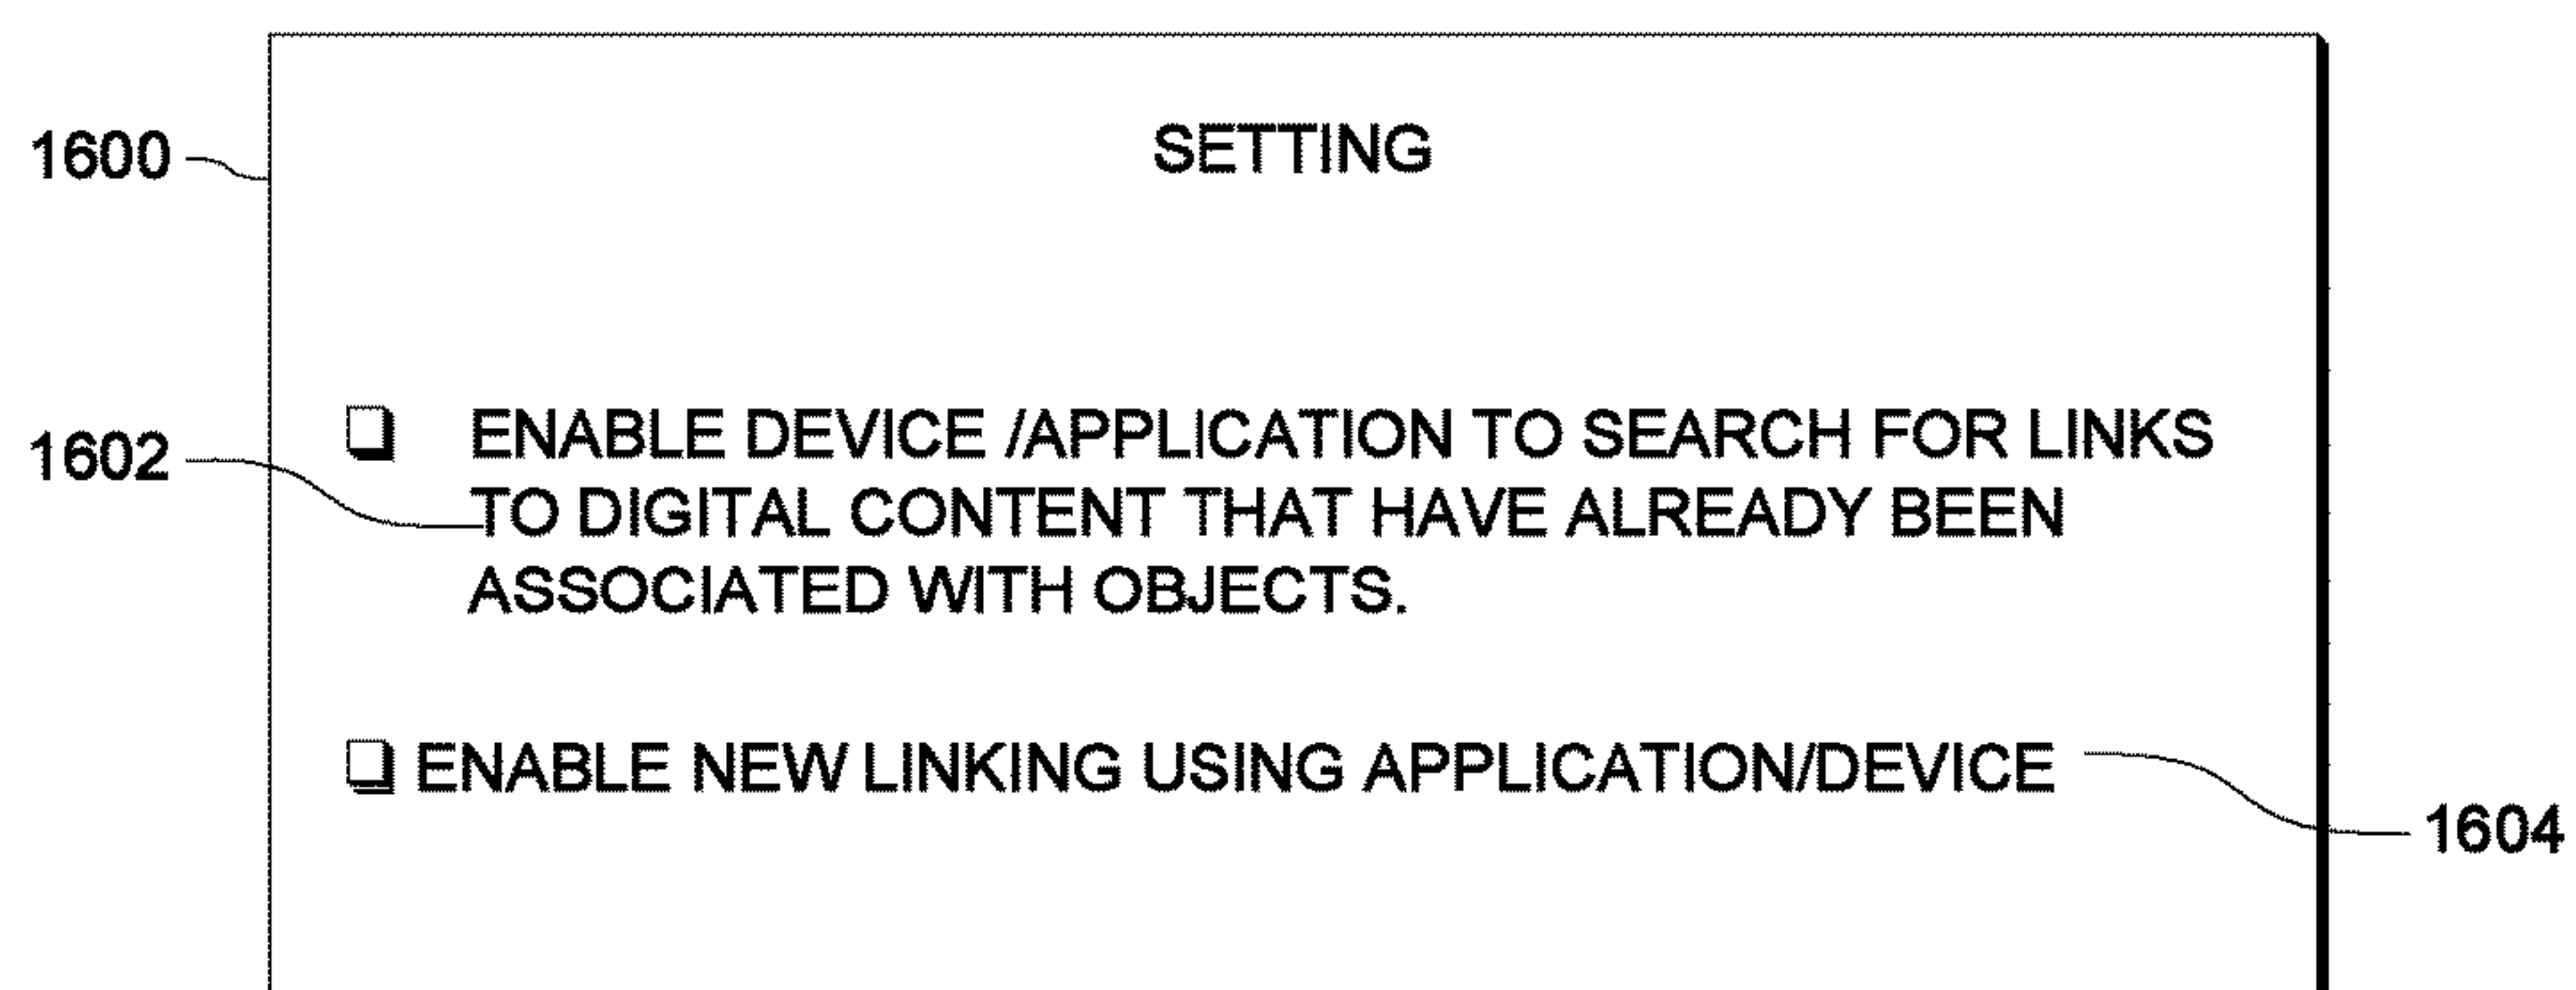 SETTING
1600
ENABLE DEVICE /APPLICATION TO SEARCH FOR LINKS
1602
TO DIGITAL CONTENT THAT HAVE ALREADY BEEN
ASSOCIATED WITH OBJECTS.
ENABLE NEW LINKING USING APPLICATION/DEVICE
1604